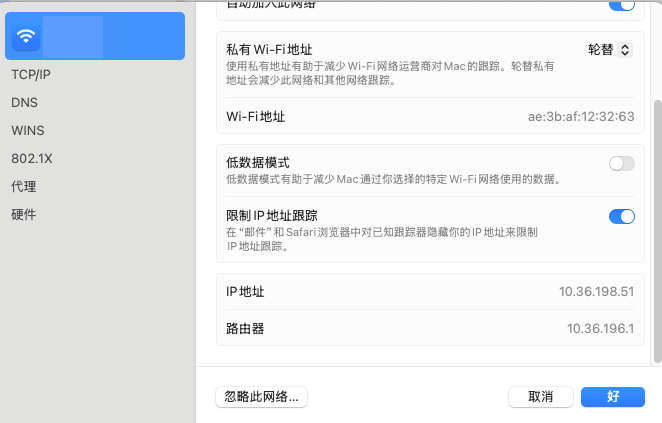 自动加入此网络
私有 Wi-Fi 地址
轮替
使用私有地址有助于减少 Wi-Fi 网络运营商对 Mac 的跟踪。轮替私有
地址会减少此网络和其他网络跟踪。
Wi-Fi 地址
ae:3b:af:12:32:63
TCP/IP
DNS
WINS
802.1X
代理
硬件
低数据模式
低数据模式有助于减少 Mac 通过你选择的特定 Wi-Fi 网络使用的数据。
限制 IP 地址跟踪
在“邮件”和 Safari 浏览器中对已知跟踪器隐藏你的 IP 地址来限制
IP 地址跟踪。
IP 地址
10.36.198.51
路由器
10.36.196.1
忽略此网络...
取消
好